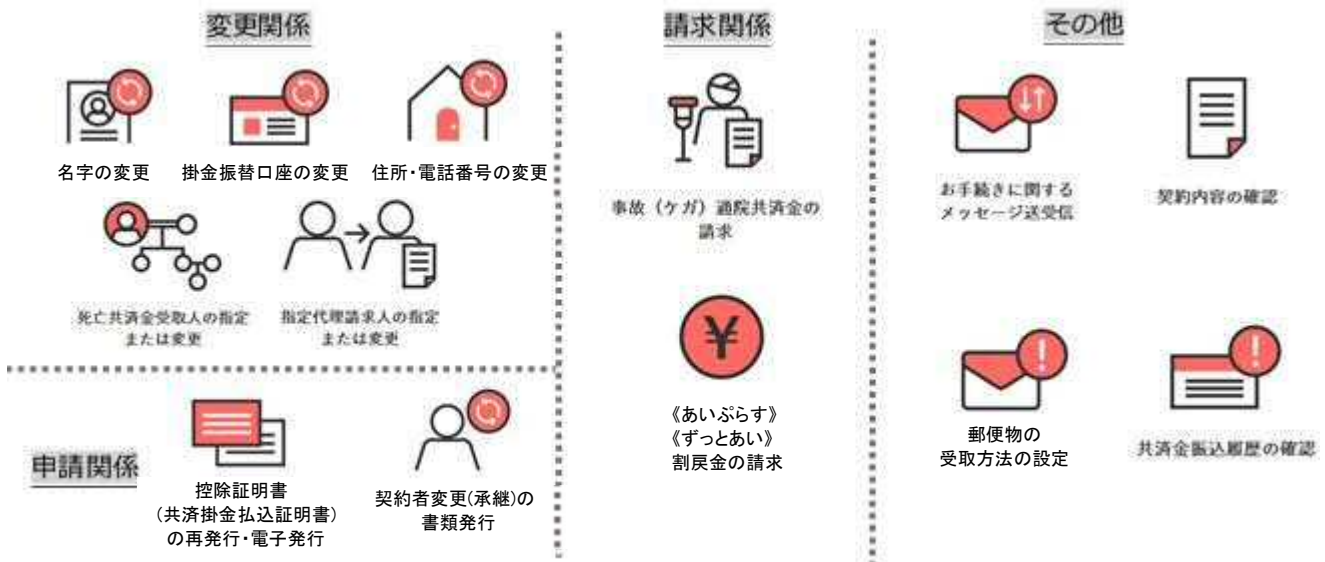 変更関係
名字の変更
掛金振替口座の変更
住所・電話番号の変更
死亡共済金受取人の指定
または変更
指定代理請求人の指定
または変更
申請関係
控除証明書
(共済掛金払込証明書)
の再発行・電子発行
契約者変更(承継)の
書類発行
請求関係
事故（ケガ）通院共済金の
請求
¥
《あいぷらす》
《ずっとあい》
割戻金の請求
その他
お手続きに関する
メッセージ送受信
契約内容の確認
!
郵便物の
受取方法の設定
!
共済金振込履歴の確認